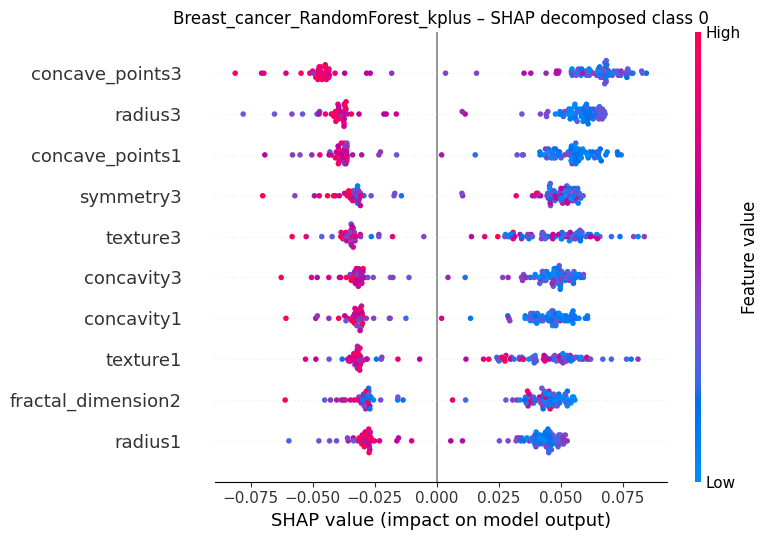 Breast_cancer_RandomForest_kplus – SHAP decomposed class 0
High
concave_points3
radius3
concave_points1
symmetry3
texture3
concavity3
concavity1
texture1
fractal_dimension2
radius1
Feature value
Low
−0.075 −0.050 −0.025 0.000 0.025 0.050 0.075
SHAP value (impact on model output)